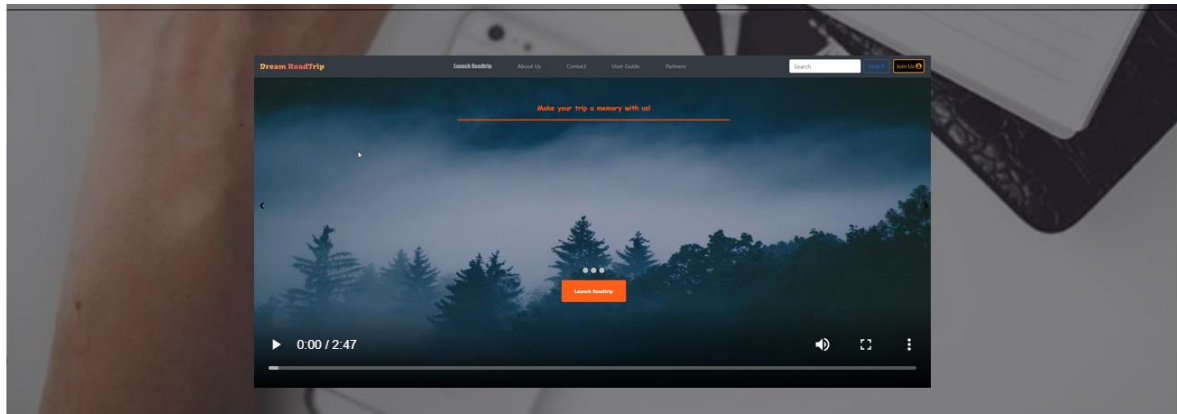 Dream RoadTrip Launch Roadtrip About Us Contact User Guide Partners Search Search Join Us
Make your trip a memory with us!
Launch Roadtrip
0:00 / 2:47